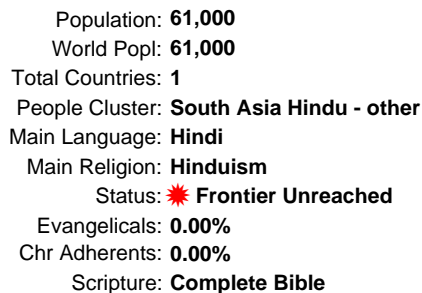 Population: 61,000
World Popl: 61,000
Total Countries: 1
People Cluster: South Asia Hindu - other
Main Language: Hindi
Main Religion: Hinduism
Status: Frontier Unreached
Evangelicals: 0.00%
Chr Adherents: 0.00%
Scripture: Complete Bible